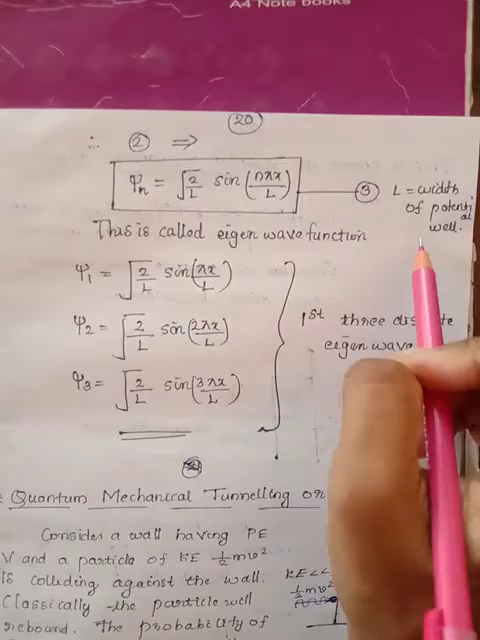 A4 Note books
20
∴ ② ⇒
ψn = √2/L sin(nπx/L) ③ L = width of potential well.
This is called eigen wave function
ψ1 = √2/L sin(πx/L)
ψ2 = √2/L sin(2πx/L)
ψ3 = √2/L sin(3πx/L)
1st three
eigen wave
Quantum Mechanical Tunnelling or
Consider a wall having PE
V and a particle of KE ½mv²
is colliding against the wall.
Classically the particle well
rebound. The probability of
KE<<
½mv²